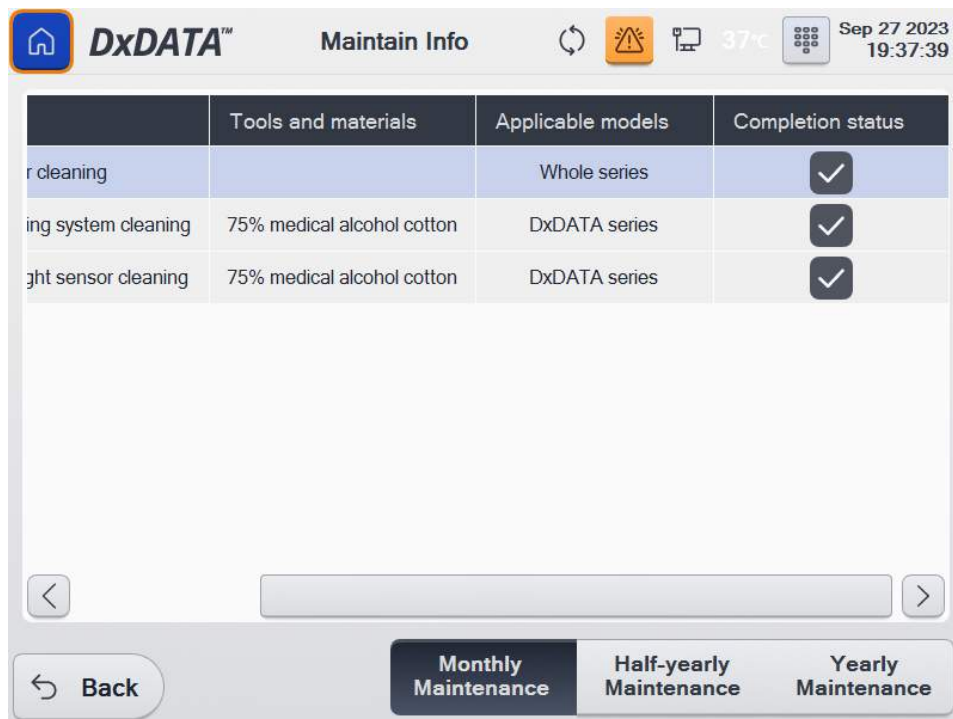 DxDATA™
Maintain Info
37°C
Sep 27 2023
19:37:39
Tools and materials
Applicable models
Completion status
r cleaning
Whole series
ing system cleaning
75% medical alcohol cotton
DxDATA series
ght sensor cleaning
75% medical alcohol cotton
DxDATA series
Back
Monthly
Maintenance
Half-yearly
Maintenance
Yearly
Maintenance